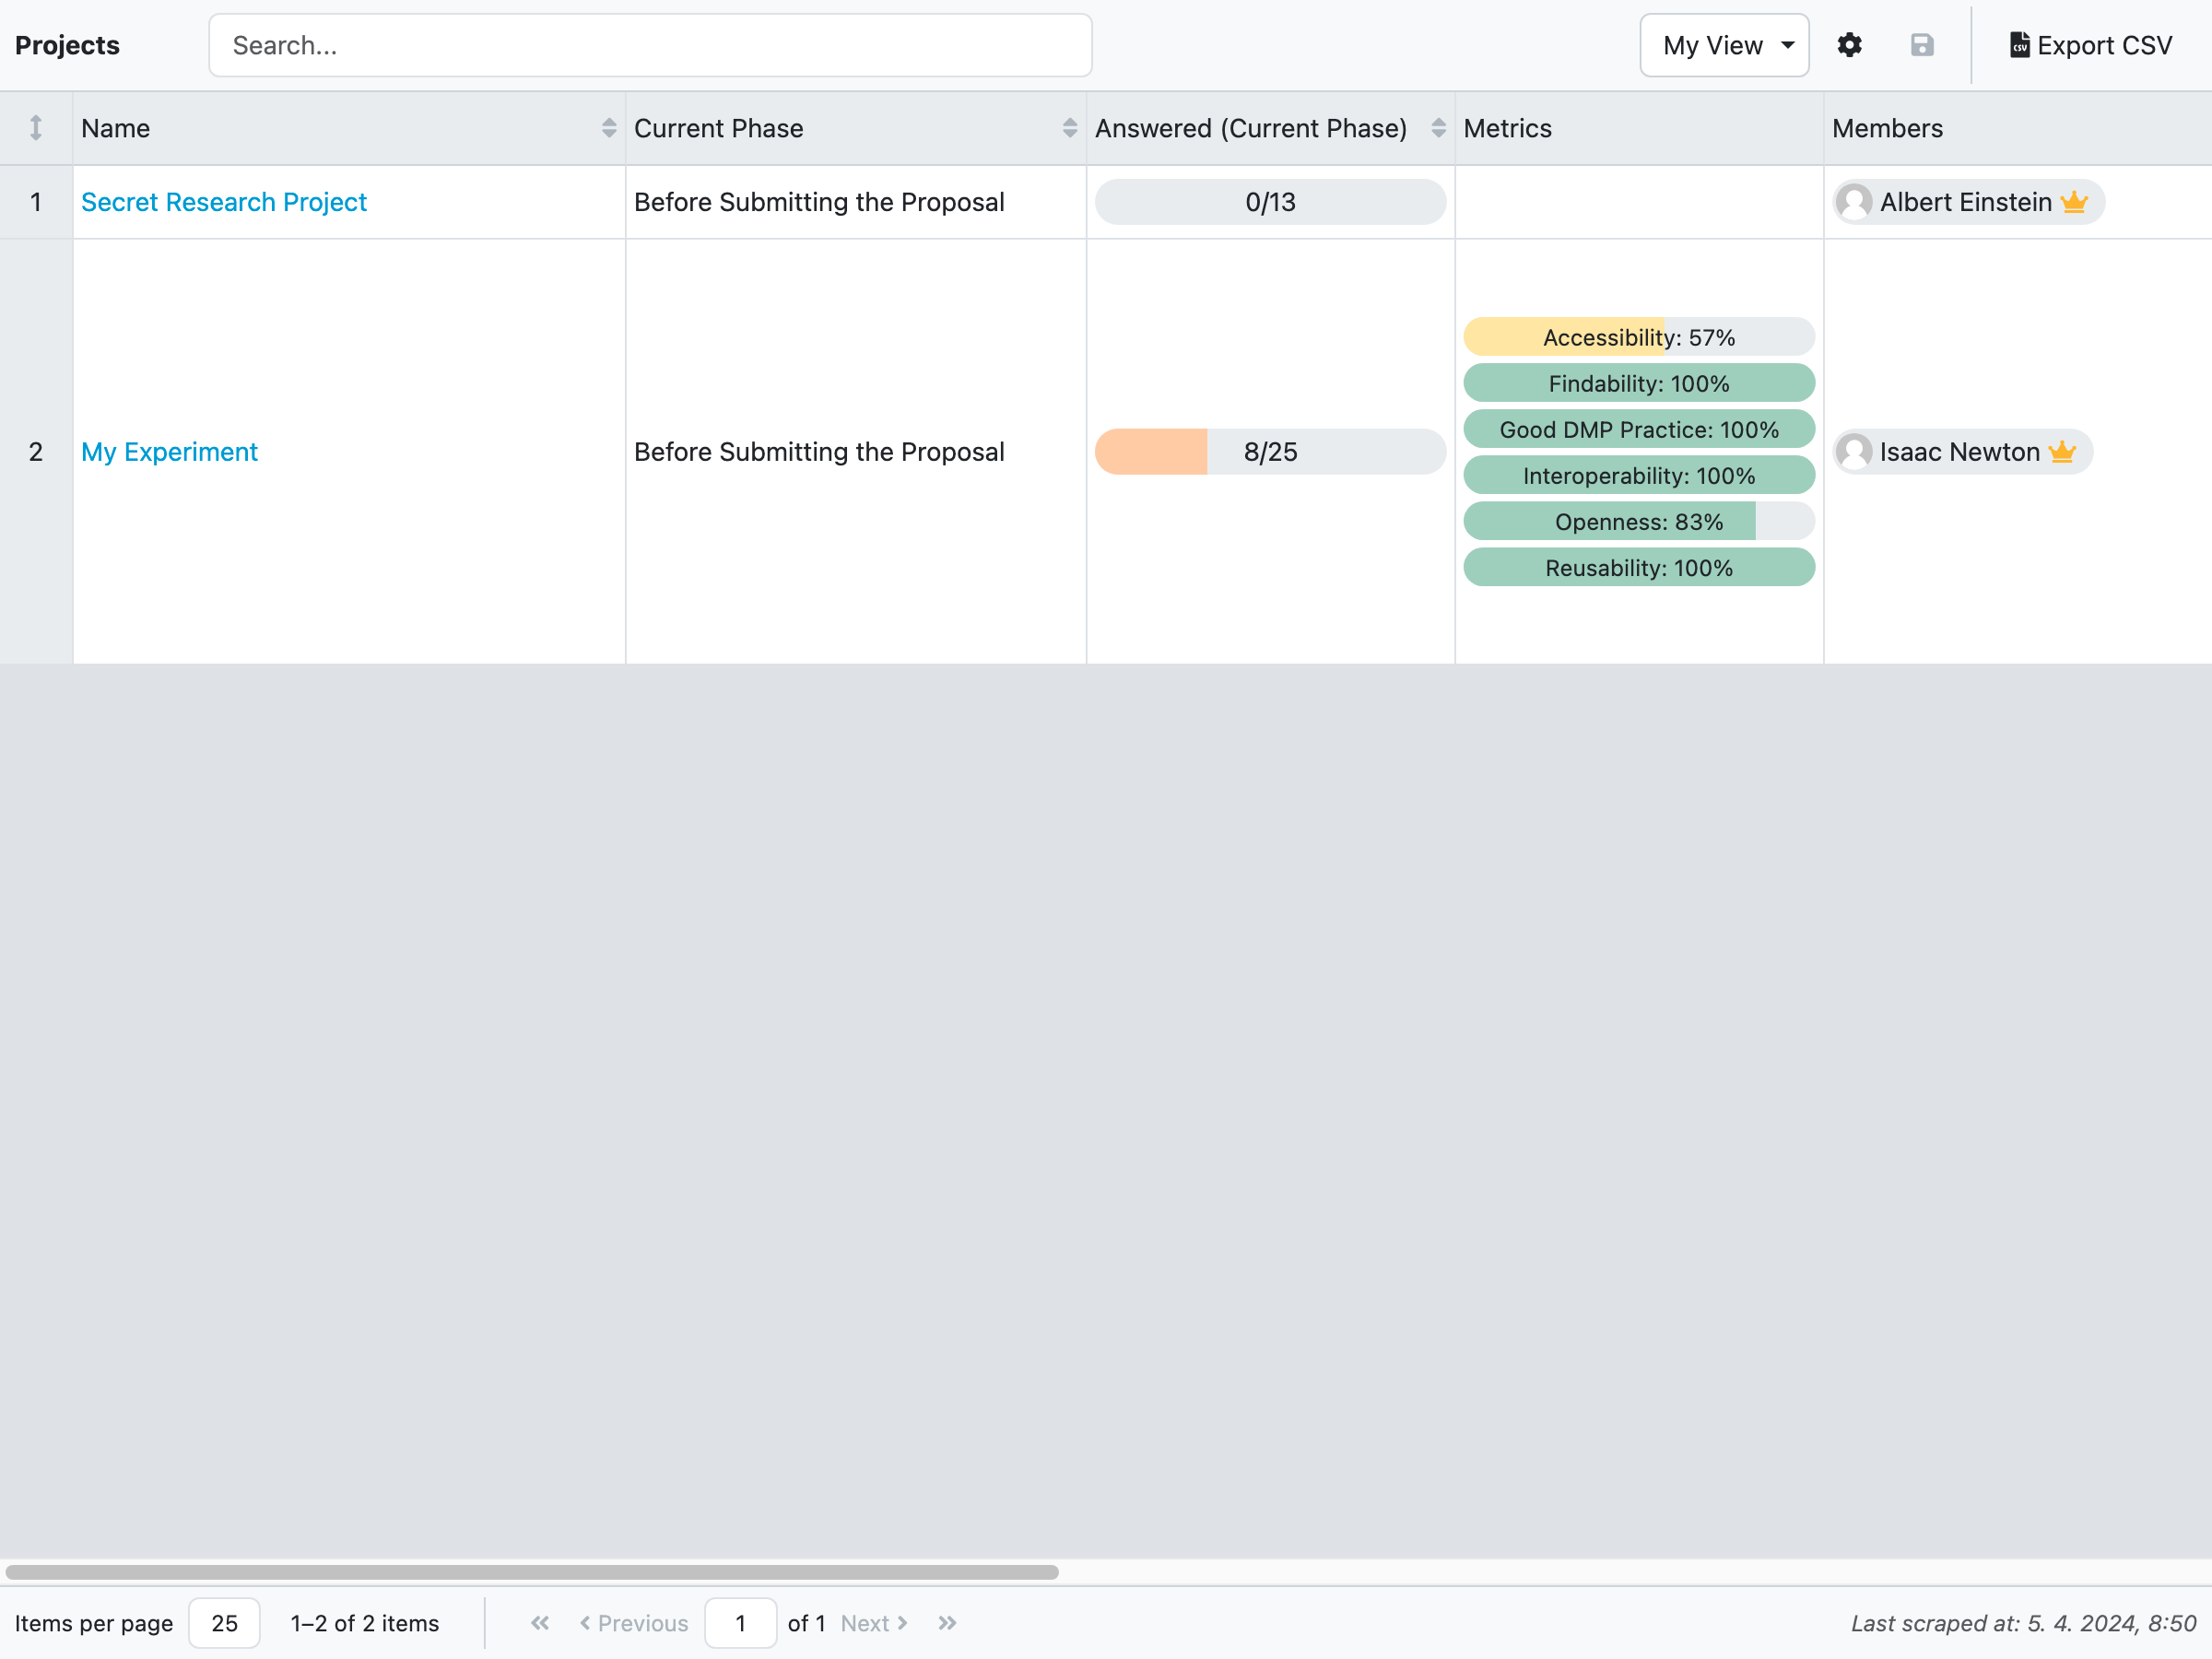 Projects
Search...
My View
CSV Export CSV
Name
Current Phase
Answered (Current Phase)
Metrics
Members
1
Secret Research Project
Before Submitting the Proposal
0/13
Albert Einstein
2
My Experiment
Before Submitting the Proposal
8/25
Accessibility: 57%
Findability: 100%
Good DMP Practice: 100%
Interoperability: 100%
Openness: 83%
Reusability: 100%
Isaac Newton
Items per page 25 1–2 of 2 items « ‹ Previous 1 of 1 Next › » Last scraped at: 5. 4. 2024, 8:50